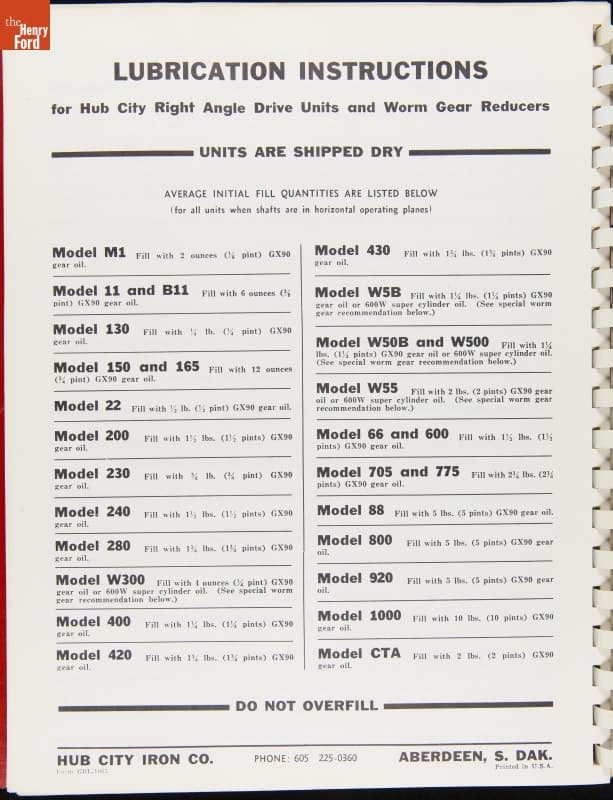 the
Henry
Ford
LUBRICATION INSTRUCTIONS
for Hub City Right Angle Drive Units and Worm Gear Reducers
UNITS ARE SHIPPED DRY
AVERAGE INITIAL FILL QUANTITIES ARE LISTED BELOW
(for all units when shafts are in horizontal operating planes)
Model M1 Fill with 2 ounces (⅛ pint) GX90
gear oil.
Model 11 and B11 Fill with 6 ounces (⅜
pint) GX90 gear oil.
Model 130 Fill with ¼ lb. (¼ pint) GX90
gear oil.
Model 150 and 165 Fill with 12 ounces
(¾ pint) GX90 gear oil.
Model 22 Fill with ½ lb. (½ pint) GX90 gear oil.
Model 200 Fill with 1½ lbs. (1½ pints) GX90
gear oil.
Model 230 Fill with ¾ lb. (¾ pint) GX90
gear oil.
Model 240 Fill with 1½ lbs. (1½ pints) GX90
gear oil.
Model 280 Fill with lbs. pints) GX90
gear oil.
Model W300 Fill with 4 ounces (¼ pint) GX90
gear oil or 600W super cylinder oil. (See special worm
gear recommendation below.)
Model 400 Fill with 1¼ lbs. (1¼ pints) GX90
gear oil.
Model 420 Fill with lbs. pints) GX90
gear oil.
Model 430 Fill with 1¾ lbs. (1¾ pints) GX90
gear oil.
Model W5B Fill with 1¼ lbs. (1¼ pints) GX90
gear oil or 600W super cylinder oil. (See special worm
gear recommendation below.)
Model W50B and W500 Fill with 1¼
lbs. (1¼ pints) GX90 gear oil or 600W super cylinder oil.
(See special worm gear recommendation below.)
Model W55 Fill with 2 lbs. (2 pints) GX90 gear
oil or 600W super cylinder oil. (See special worm gear
recommendation below.)
Model 66 and 600 Fill with 1½ lbs. (1½
pints) GX90 gear oil.
Model 705 and 775 Fill with 2¾ lbs. (2¾
pints) GX90 gear oil.
Model 88 Fill with 5 lbs. (5 pints) GX90 gear oil.
Model 800 Fill with 5 lbs. (5 pints) GX90 gear
oil.
Model 920 Fill with 5 lbs. (5 pints) GX90 gear
oil.
Model 1000 Fill with 10 lbs. (10 pints) GX90
gear oil.
Model CTA Fill with 2 lbs. (2 pints) GX90
gear oil.
DO NOT OVERFILL
HUB CITY IRON CO. PHONE: 605 225-0360 ABERDEEN, S. DAK.
Form Printed in U.S.A.